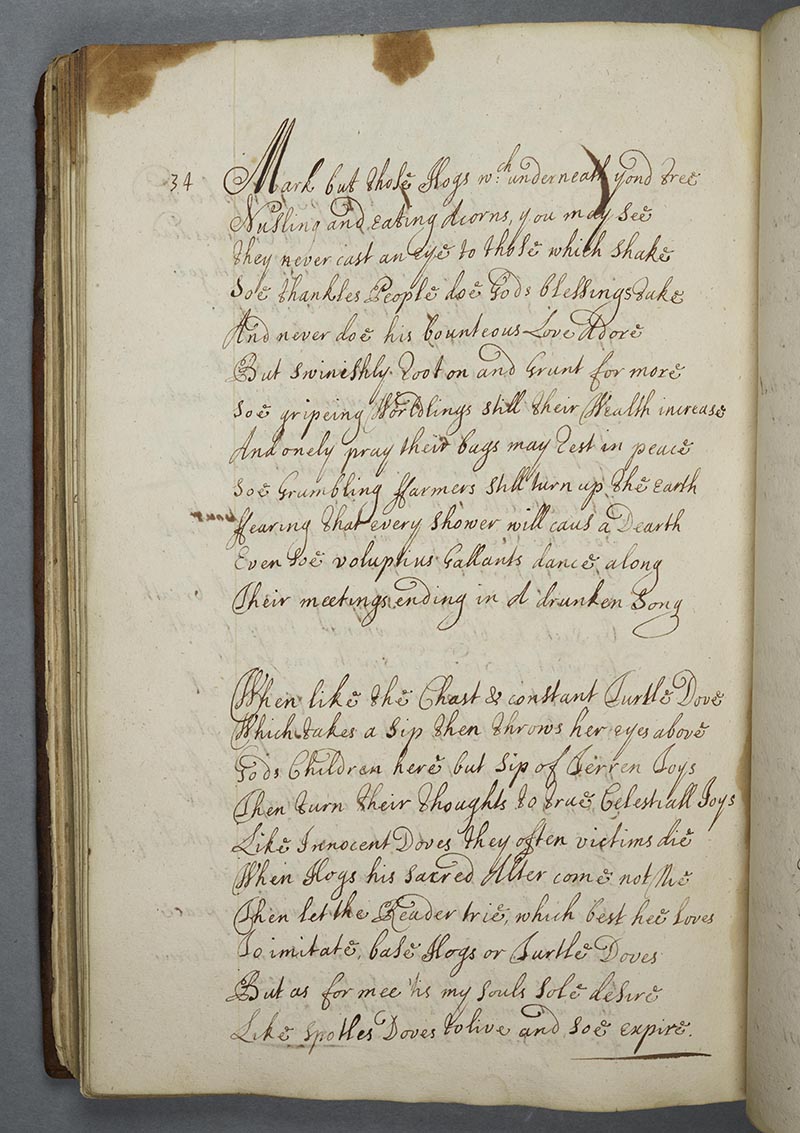 34 Mark but those Hogs wch underneath yond tree
Nusling and eating Acorns, you may see
they never cast an eye to those which shake
Soe thankles People doe Gods blessings take
And never doe his bounteous Love Adore
But swinishly root on and Grunt for more
Soe gripeing Worldlings still their Wealth increase
And onely pray their bags may rest in peace
Soe Grumbling ffarmers still turn up the earth
ffearing that every shower will caus a Dearth
Even soe voluptius Gallants dance along
Their meetings ending in A drunken Song
When like the Chast & constant Turtle Dove
Which takes a sip then throws her eyes above
Gods Children here but sip of Terren Joys
Then turn their thoughts to true Celestiall Joys
Like Innocent Doves they often victims die
When Hogs his sacred Alter come not Nie
Then let the Reader trie, which best hee loves
To imitate, base Hogs or Turtle Doves
But as for mee 'tis my souls sole desire
Like spotles Doves to live and soe expire.